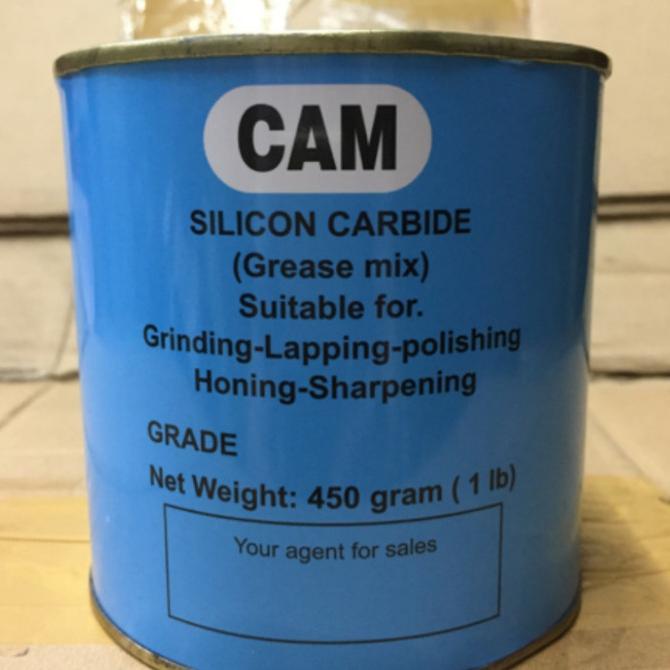 CAM
SILICON CARBIDE
(Grease mix)
Suitable for.
Grinding-Lapping-polishing
Honing-Sharpening
GRADE
Net Weight: 450 gram ( 1 lb)
Your agent for sales